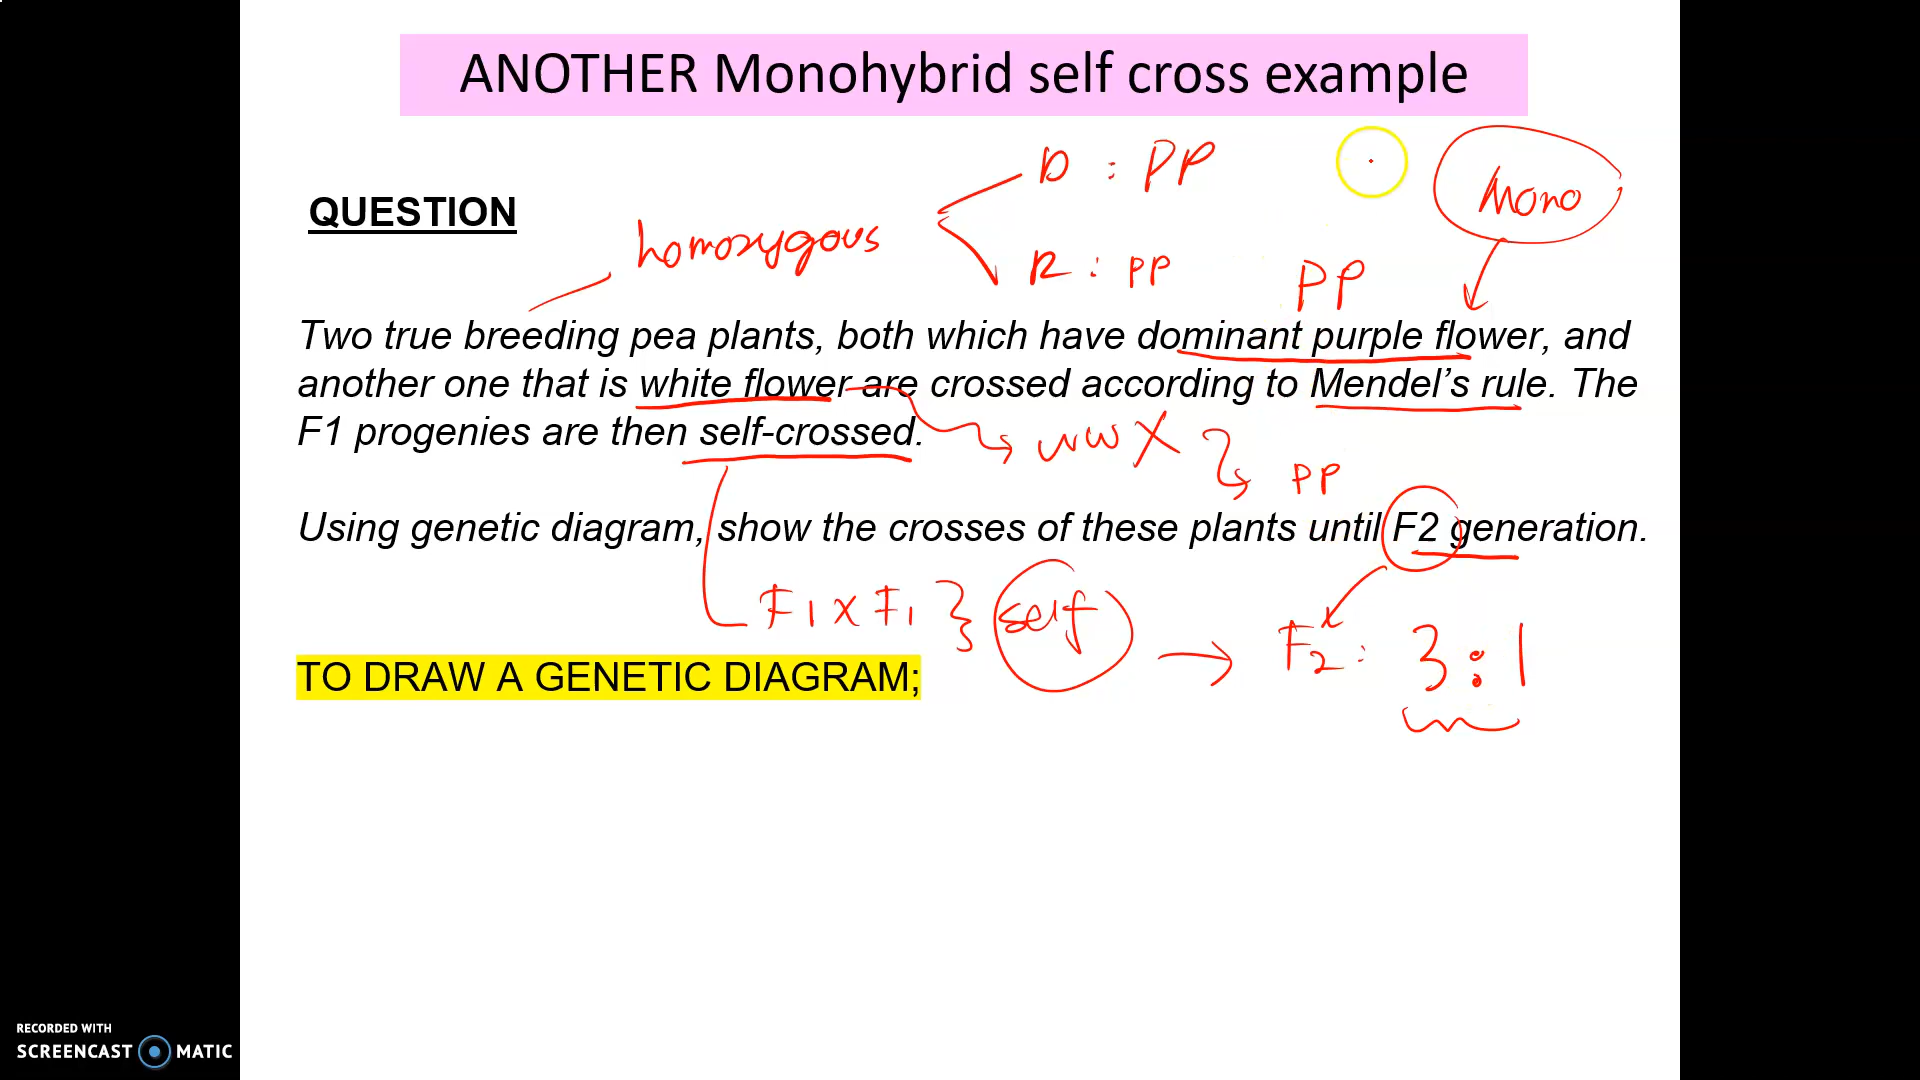 ANOTHER Monohybrid self cross example
D : PP
Mono
QUESTION
homozygous
R : pp
PP
Two true breeding pea plants, both which have dominant purple flower, and
another one that is white flower are crossed according to Mendel’s rule. The
F1 progenies are then self-crossed.
ww X
pp
Using genetic diagram, show the crosses of these plants until F2 generation.
F1 x F1 } self → F2 : 3 : 1
TO DRAW A GENETIC DIAGRAM;
RECORDED WITH
SCREENCAST MATIC